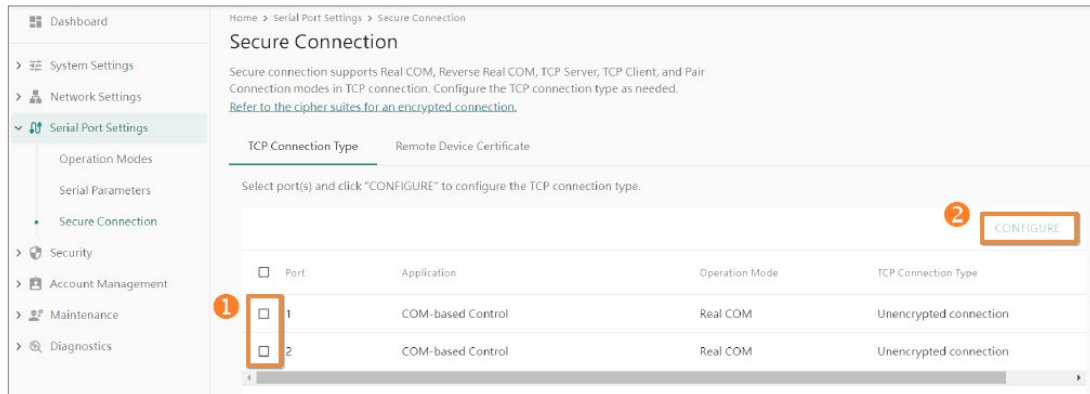 Dashboard
System Settings
Network Settings
Serial Port Settings
Operation Modes
Serial Parameters
Secure Connection
Security
Account Management
Maintenance
Diagnostics
Home > Serial Port Settings > Secure Connection
Secure Connection
Secure connection supports Real COM, Reverse Real COM, TCP Server, TCP Client, and Pair
Connection modes in TCP connection. Configure the TCP connection type as needed.
Refer to the cipher suites for an encrypted connection.
TCP Connection Type Remote Device Certificate
Select port(s) and click "CONFIGURE" to configure the TCP connection type.
2 CONFIGURE
Port Application Operation Mode TCP Connection Type
1 1 COM-based Control Real COM Unencrypted connection
2 COM-based Control Real COM Unencrypted connection